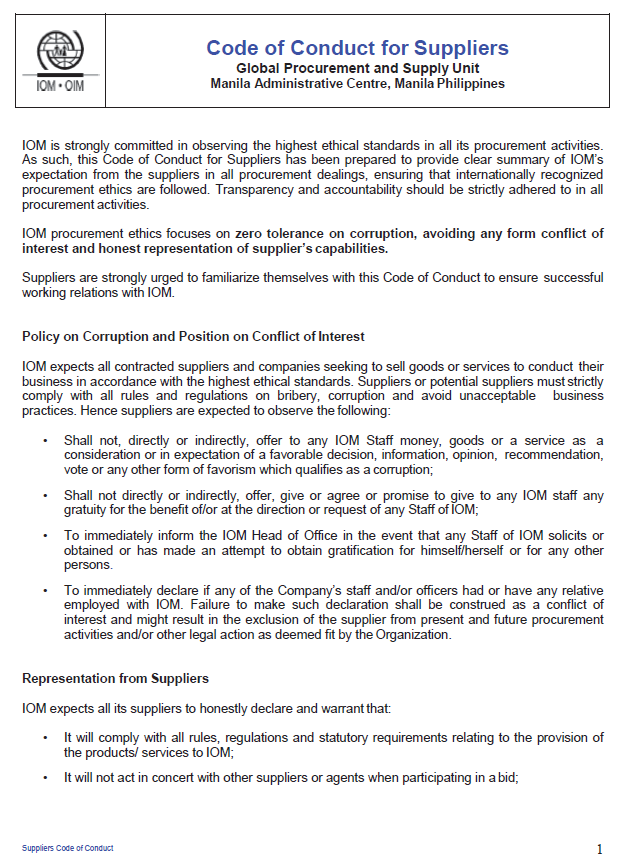 IOM • OIM
Code of Conduct for Suppliers
Global Procurement and Supply Unit
Manila Administrative Centre, Manila Philippines
IOM is strongly committed in observing the highest ethical standards in all its procurement activities.
As such, this Code of Conduct for Suppliers has been prepared to provide clear summary of IOM's
expectation from the suppliers in all procurement dealings, ensuring that internationally recognized
procurement ethics are followed. Transparency and accountability should be strictly adhered to in all
procurement activities.
IOM procurement ethics focuses on zero tolerance on corruption, avoiding any form conflict of
interest and honest representation of supplier's capabilities.
Suppliers are strongly urged to familiarize themselves with this Code of Conduct to ensure successful
working relations with IOM.
Policy on Corruption and Position on Conflict of Interest
IOM expects all contracted suppliers and companies seeking to sell goods or services to conduct their
business in accordance with the highest ethical standards. Suppliers or potential suppliers must strictly
comply with all rules and regulations on bribery, corruption and avoid unacceptable business
practices. Hence suppliers are expected to observe the following:
• Shall not, directly or indirectly, offer to any IOM Staff money, goods or a service as a
consideration or in expectation of a favorable decision, information, opinion, recommendation,
vote or any other form of favorism which qualifies as a corruption;
• Shall not directly or indirectly, offer, give or agree or promise to give to any IOM staff any
gratuity for the benefit of/or at the direction or request of any Staff of IOM;
• To immediately inform the IOM Head of Office in the event that any Staff of IOM solicits or
obtained or has made an attempt to obtain gratification for himself/herself or for any other
persons.
• To immediately declare if any of the Company's staff and/or officers had or have any relative
employed with IOM. Failure to make such declaration shall be construed as a conflict of
interest and might result in the exclusion of the supplier from present and future procurement
activities and/or other legal action as deemed fit by the Organization.
Representation from Suppliers
IOM expects all its suppliers to honestly declare and warrant that:
• It will comply with all rules, regulations and statutory requirements relating to the provision of
the products/ services to IOM;
• It will not act in concert with other suppliers or agents when participating in a bid;
Suppliers Code of Conduct
1